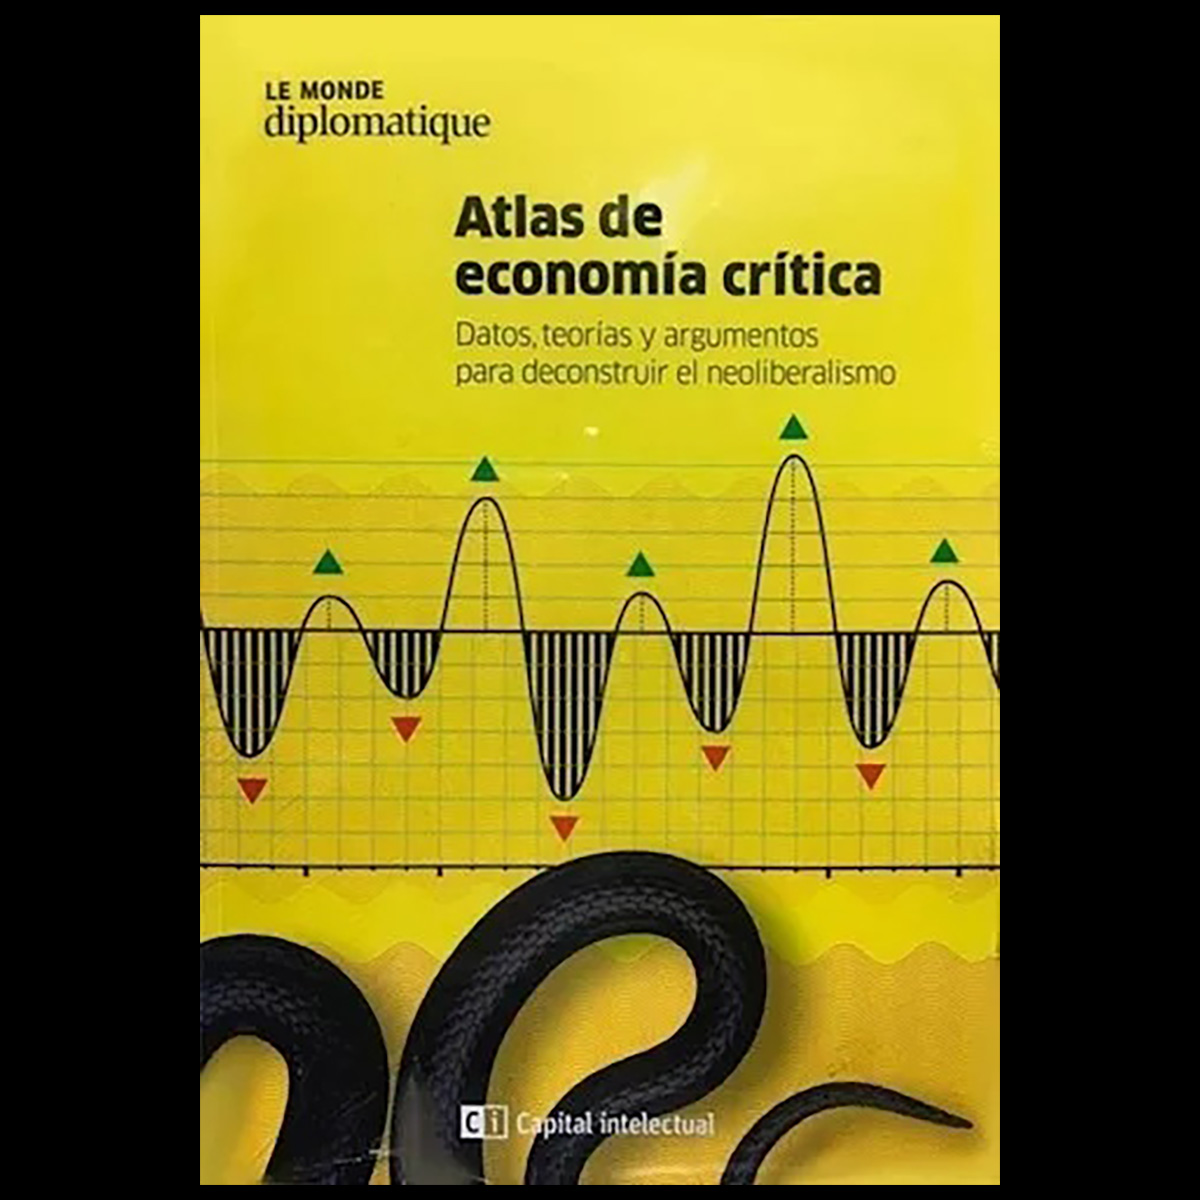 LE MONDE
diplomatique
Atlas de
economía crítica
Datos, teorías y argumentos
para deconstruir el neoliberalismo
Ci Capital intelectual